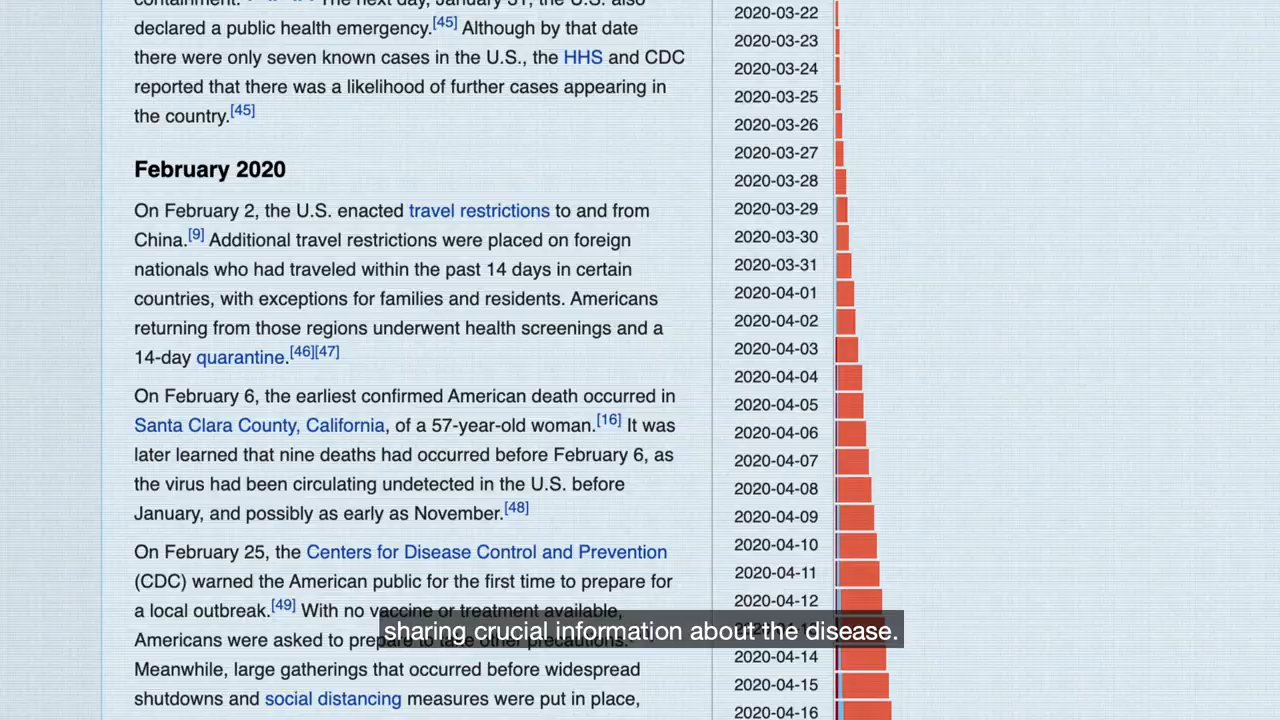 containment. The next day, January 31, the U.S. also
declared a public health emergency.[45] Although by that date
there were only seven known cases in the U.S., the HHS and CDC
reported that there was a likelihood of further cases appearing in
the country.[45]
February 2020
On February 2, the U.S. enacted travel restrictions to and from
China.[9] Additional travel restrictions were placed on foreign
nationals who had traveled within the past 14 days in certain
countries, with exceptions for families and residents. Americans
returning from those regions underwent health screenings and a
14-day quarantine.[46][47]
On February 6, the earliest confirmed American death occurred in
Santa Clara County, California, of a 57-year-old woman.[16] It was
later learned that nine deaths had occurred before February 6, as
the virus had been circulating undetected in the U.S. before
January, and possibly as early as November.[48]
On February 25, the Centers for Disease Control and Prevention
(CDC) warned the American public for the first time to prepare for
a local outbreak.[49] With no vaccine or treatment available,
Americans were asked to prepare to take other precautions.
Meanwhile, large gatherings that occurred before widespread
shutdowns and social distancing measures were put in place,
2020-03-22
2020-03-23
2020-03-24
2020-03-25
2020-03-26
2020-03-27
2020-03-28
2020-03-29
2020-03-30
2020-03-31
2020-04-01
2020-04-02
2020-04-03
2020-04-04
2020-04-05
2020-04-06
2020-04-07
2020-04-08
2020-04-09
2020-04-10
2020-04-11
2020-04-12
2020-04-14
2020-04-15
2020-04-16
sharing crucial information about the disease.